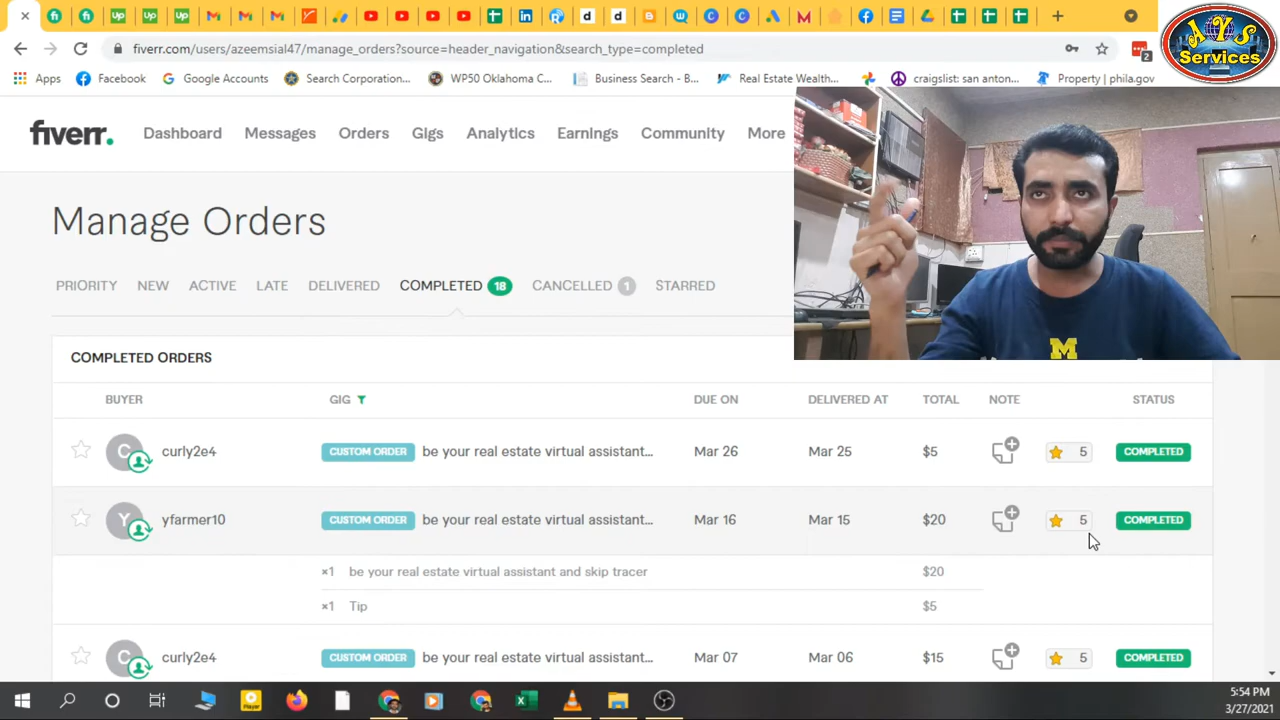 fiverr.com/users/azeemsial47/manage_orders?source=header_navigation&search_type=completed
2
AYS
Services
Apps Facebook Google Accounts Search Corporation... WP50 Oklahoma C... Business Search - B... Real Estate Wealth... craigslist: san anton... Property | phila.gov
fiverr. Dashboard Messages Orders Gigs Analytics Earnings Community More
Manage Orders
PRIORITY NEW ACTIVE LATE DELIVERED COMPLETED 18 CANCELLED 1 STARRED
M
COMPLETED ORDERS
BUYER GIG DUE ON DELIVERED AT TOTAL NOTE STATUS
C curly2e4 CUSTOM ORDER be your real estate virtual assistant... Mar 26 Mar 25 $5 5 COMPLETED
Y yfarmer10 CUSTOM ORDER be your real estate virtual assistant... Mar 16 Mar 15 $20 5 COMPLETED
×1 be your real estate virtual assistant and skip tracer $20
×1 Tip $5
C curly2e4 CUSTOM ORDER be your real estate virtual assistant... Mar 07 Mar 06 $15 5 COMPLETED
5:54 PM
3/27/2021